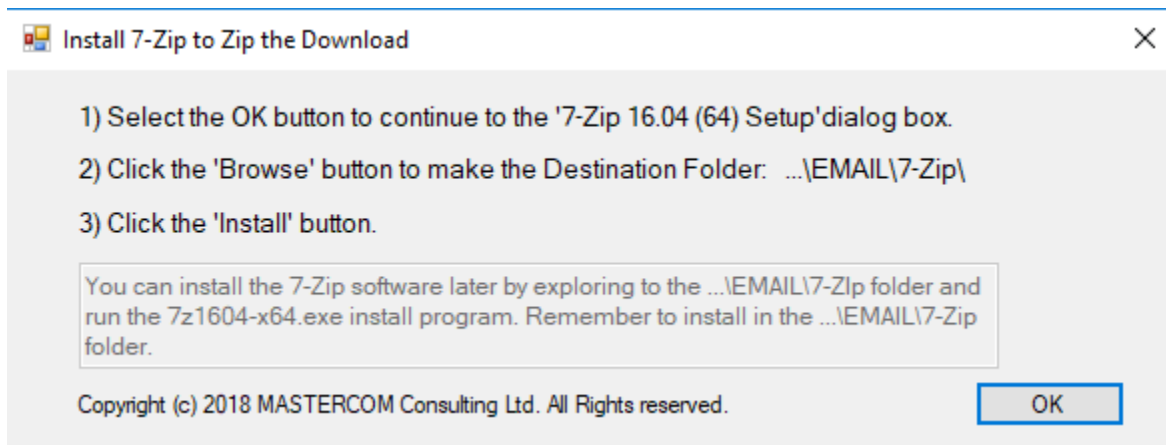 Install 7-Zip to Zip the Download
1) Select the OK button to continue to the '7-Zip 16.04 (64) Setup'dialog box.
2) Click the 'Browse' button to make the Destination Folder: ...\EMAIL\7-Zip\
3) Click the 'Install' button.
You can install the 7-Zip software later by exploring to the ...\EMAIL\7-ZIp folder and
run the 7z1604-x64.exe install program. Remember to install in the ...\EMAIL\7-Zip
folder.
Copyright (c) 2018 MASTERCOM Consulting Ltd. All Rights reserved.
OK